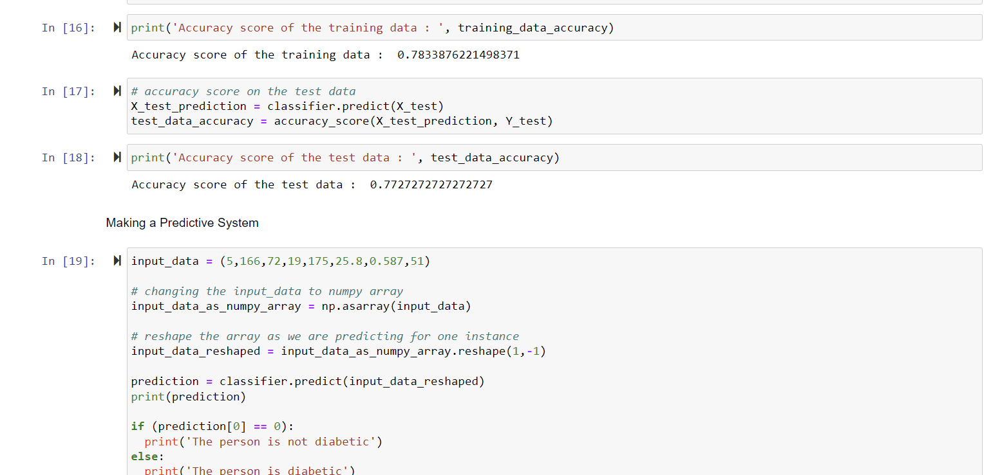 In [16]: print('Accuracy score of the training data : ', training_data_accuracy)
Accuracy score of the training data :  0.7833876221498371
In [17]: # accuracy score on the test data
X_test_prediction = classifier.predict(X_test)
test_data_accuracy = accuracy_score(X_test_prediction, Y_test)
In [18]: print('Accuracy score of the test data : ', test_data_accuracy)
Accuracy score of the test data :  0.7727272727272727
Making a Predictive System
In [19]: input_data = (5,166,72,19,175,25.8,0.587,51)
# changing the input_data to numpy array
input_data_as_numpy_array = np.asarray(input_data)
# reshape the array as we are predicting for one instance
input_data_reshaped = input_data_as_numpy_array.reshape(1,-1)
prediction = classifier.predict(input_data_reshaped)
print(prediction)
if (prediction[0] == 0):
  print('The person is not diabetic')
else:
  print('The person is diabetic')